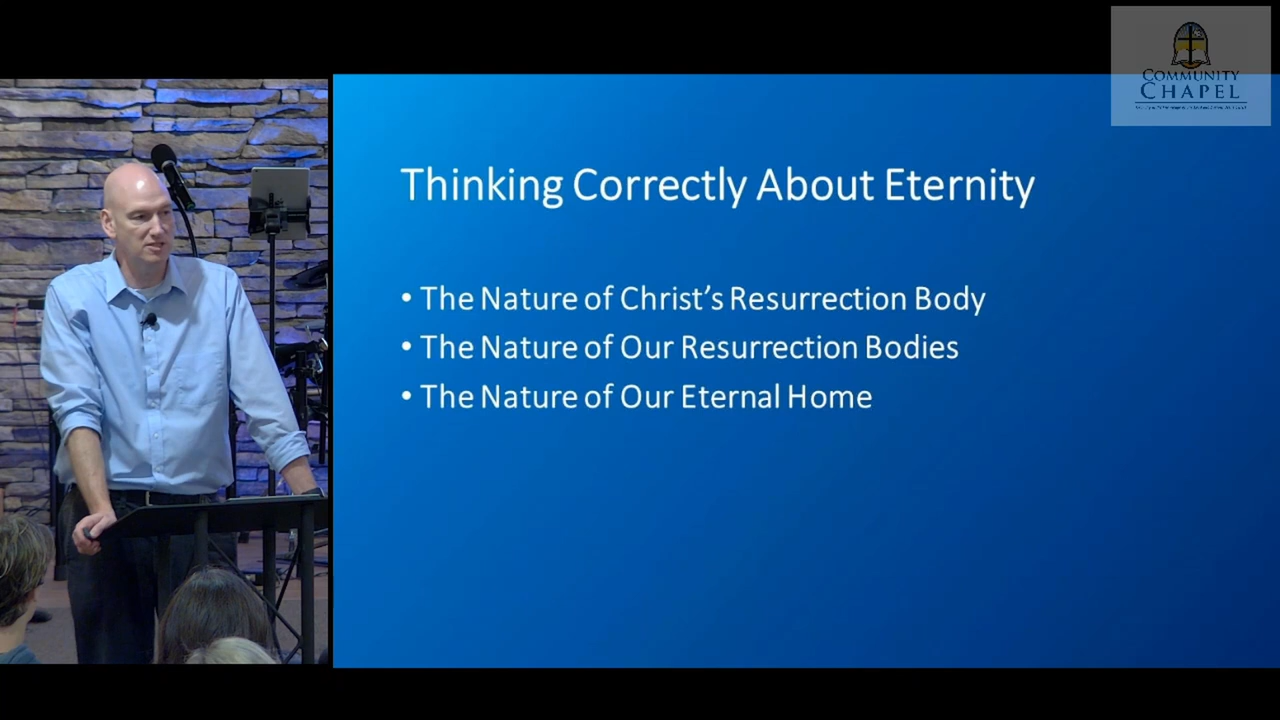 COMMUNITY
CHAPEL
Thinking Correctly About Eternity
• The Nature of Christ's Resurrection Body
• The Nature of Our Resurrection Bodies
• The Nature of Our Eternal Home